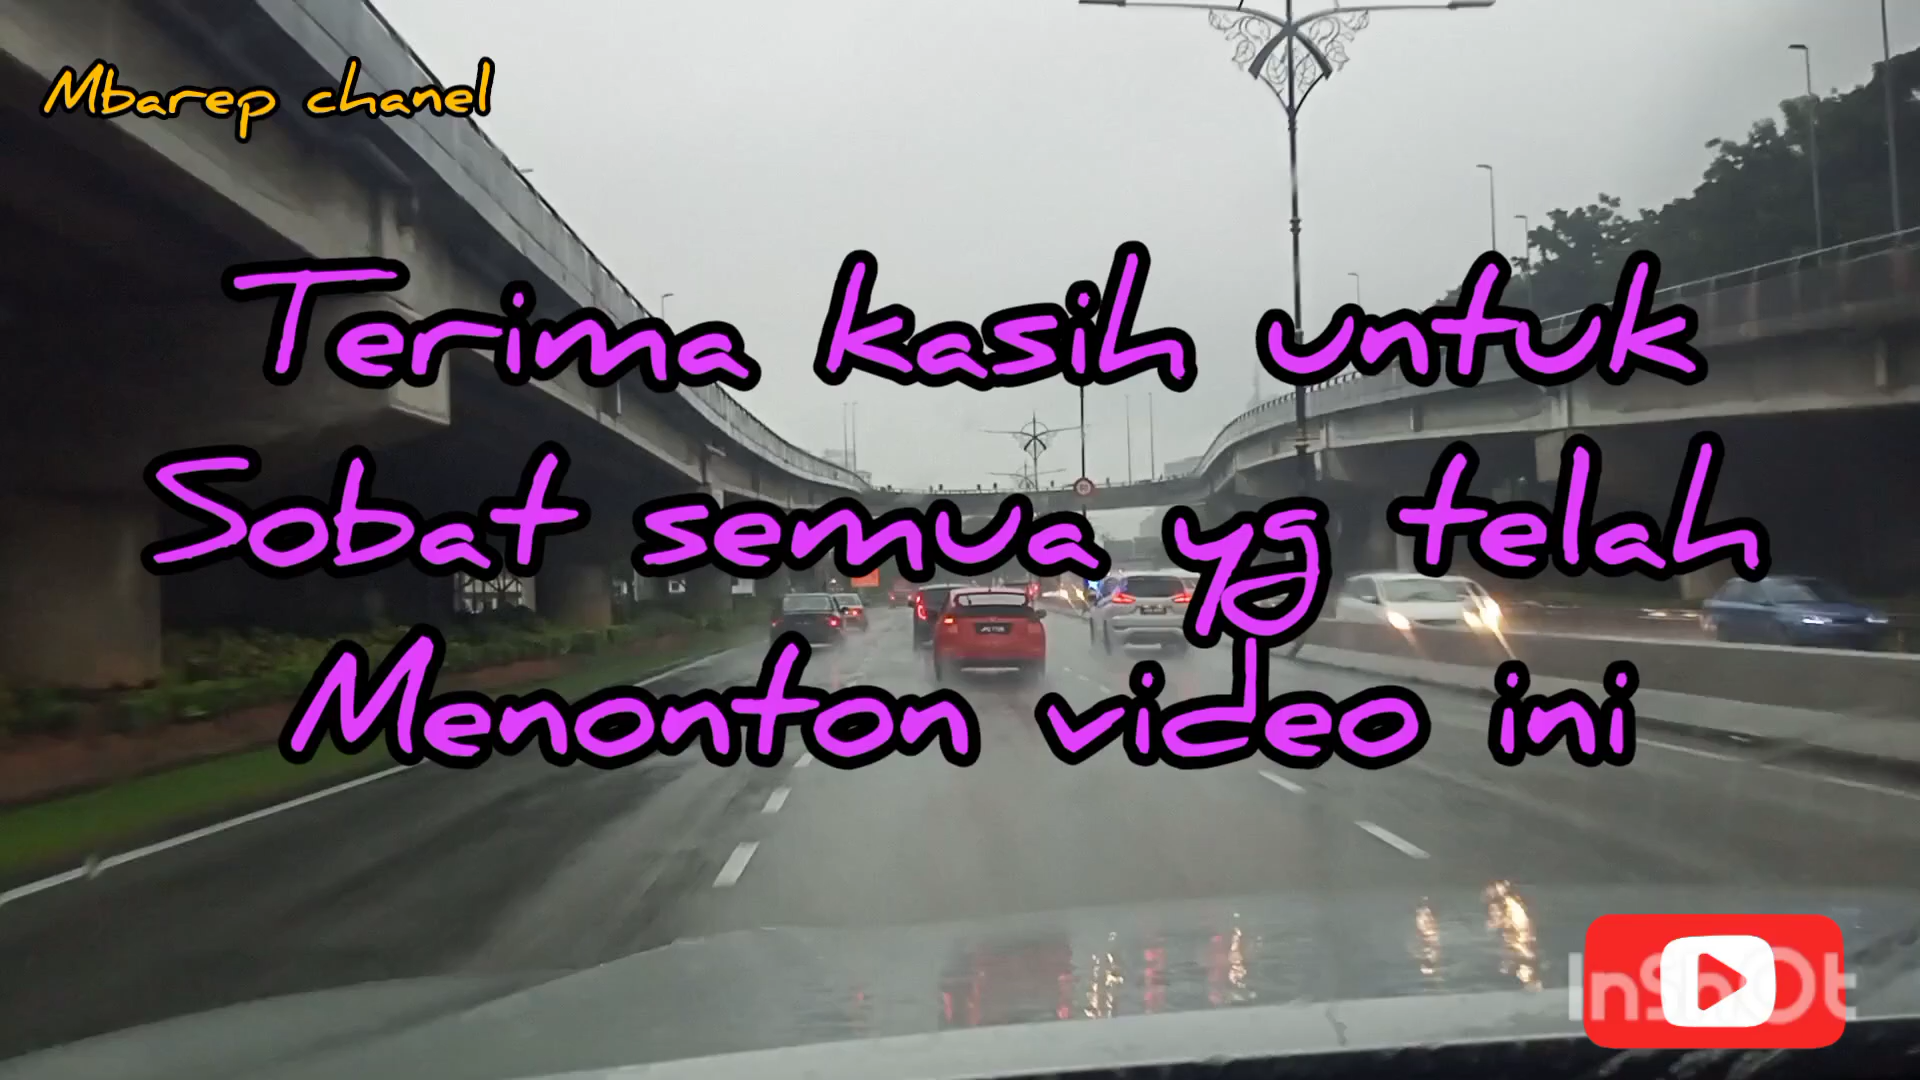 Mbarep chanel
Terima kasih untuk
Sobat semua yg telah
Menonton video ini
InShOt